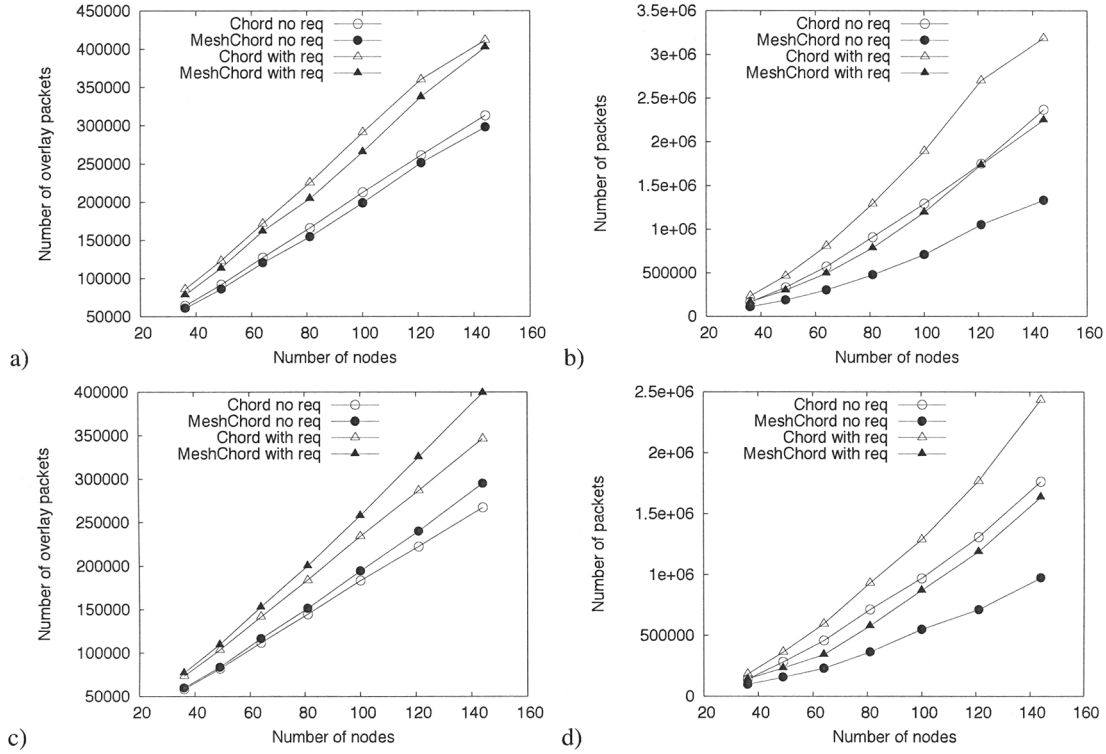 Chord no req
MeshChord no req
Chord with req
MeshChord with req
450000
400000
350000
300000
250000
200000
150000
100000
50000
20 40 60 80 100 120 140 160
Number of overlay packets
Number of nodes
a)
Chord no req
MeshChord no req
Chord with req
MeshChord with req
3.5e+06
3e+06
2.5e+06
2e+06
1.5e+06
1e+06
500000
0
20 40 60 80 100 120 140 160
Number of packets
Number of nodes
b)
Chord no req
MeshChord no req
Chord with req
MeshChord with req
400000
350000
300000
250000
200000
150000
100000
50000
20 40 60 80 100 120 140 160
Number of overlay packets
Number of nodes
c)
Chord no req
MeshChord no req
Chord with req
MeshChord with req
2.5e+06
2e+06
1.5e+06
1e+06
500000
0
20 40 60 80 100 120 140 160
Number of packets
Number of nodes
d)